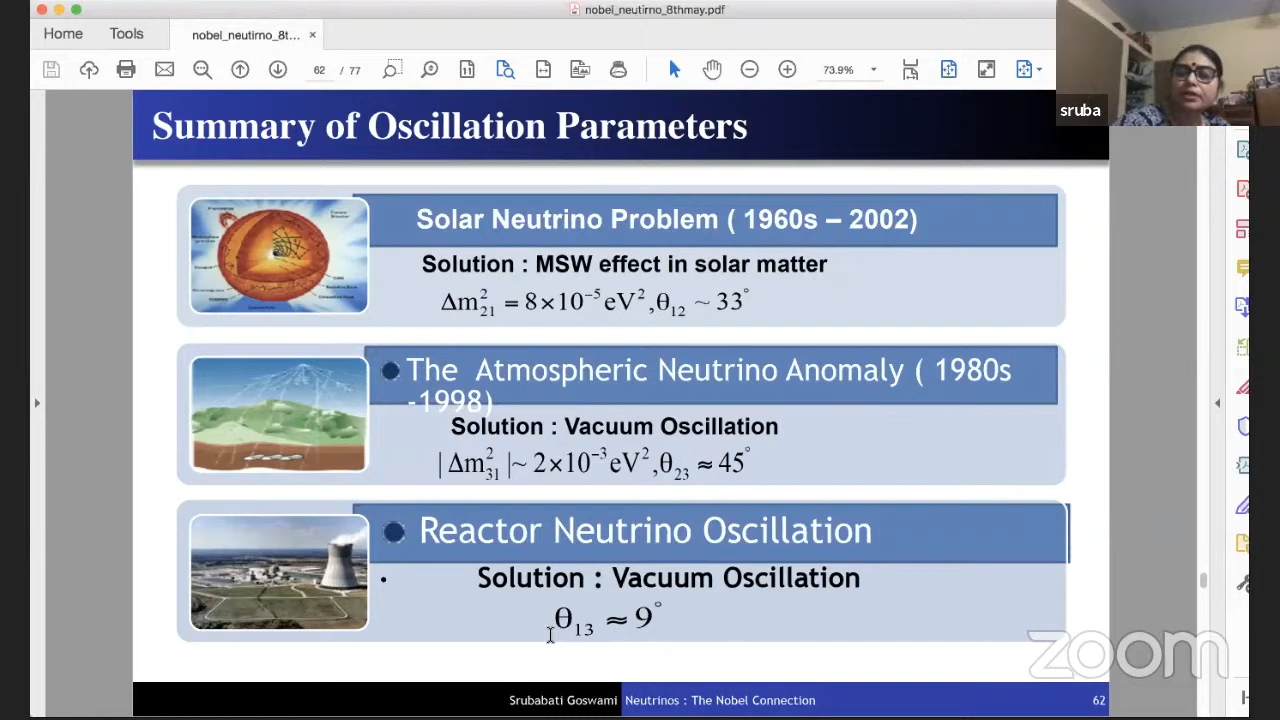 nobel_neutirno_8thmay.pdf
Home Tools nobel_neutirno_8t... ×
62 / 77 73.9%
sruba
Summary of Oscillation Parameters
Solar Neutrino Problem ( 1960s – 2002)
Solution : MSW effect in solar matter
Δm²₂₁ = 8×10⁻⁵eV²,θ₁₂ ~ 33°
The Atmospheric Neutrino Anomaly ( 1980s
-1998)
Solution : Vacuum Oscillation
|Δm²₃₁|~ 2×10⁻³eV²,θ₂₃ ≈ 45°
Reactor Neutrino Oscillation
• Solution : Vacuum Oscillation
θ₁₃ ≈ 9°
zoom
Srubabati Goswami Neutrinos : The Nobel Connection 62